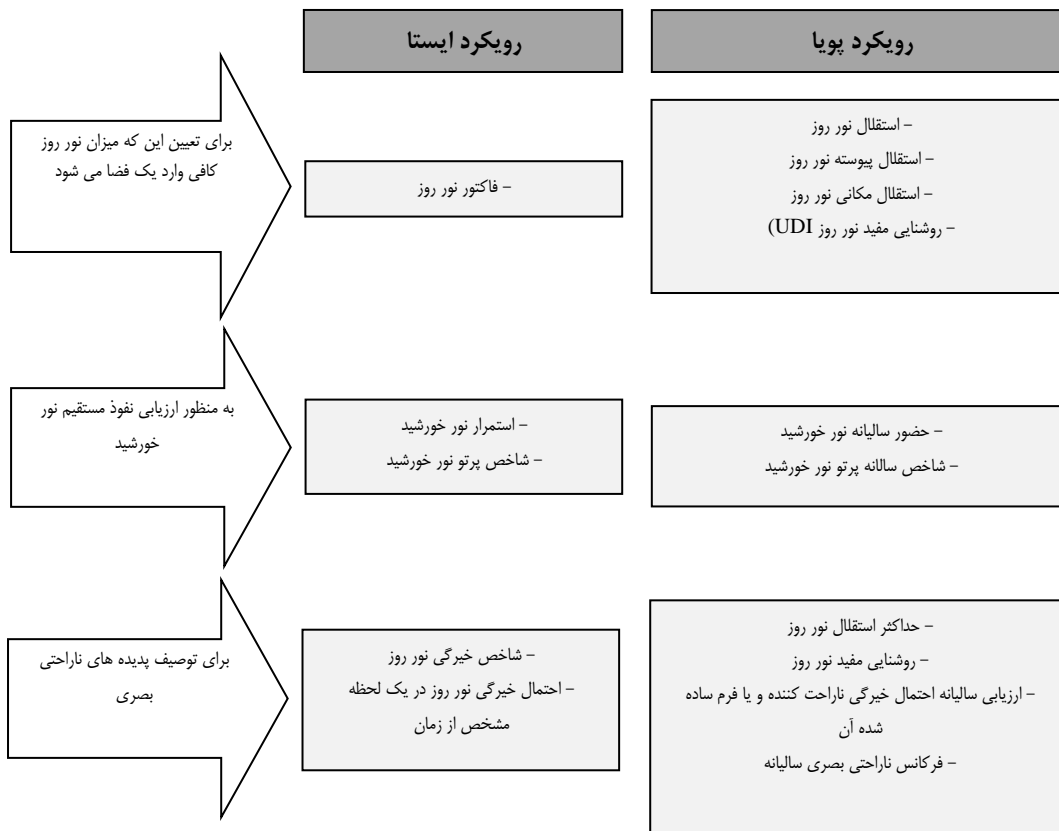 رویکرد پویا
رویکرد ایستا
برای تعیین این که میزان نور روز
کافی وارد یک فضا می شود
– فاکتور نور روز
– استقلال نور روز
– استقلال پیوسته نور روز
– استقلال مکانی نور روز
– روشنایی مفید نور روز UDI)
به منظور ارزیابی نفوذ مستقیم نور
خورشید
– استمرار نور خورشید
– شاخص پرتو نور خورشید
– حضور سالیانه نور خورشید
– شاخص سالانه پرتو نور خورشید
برای توصیف پدیده های ناراحتی
بصری
– شاخص خیرگی نور روز
– احتمال خیرگی نور روز در یک لحظه
مشخص از زمان
– حداکثر استقلال نور روز
– روشنایی مفید نور روز
– ارزیابی سالیانه احتمال خیرگی ناراحت کننده و یا فرم ساده
شده آن
– فرکانس ناراحتی بصری سالیانه